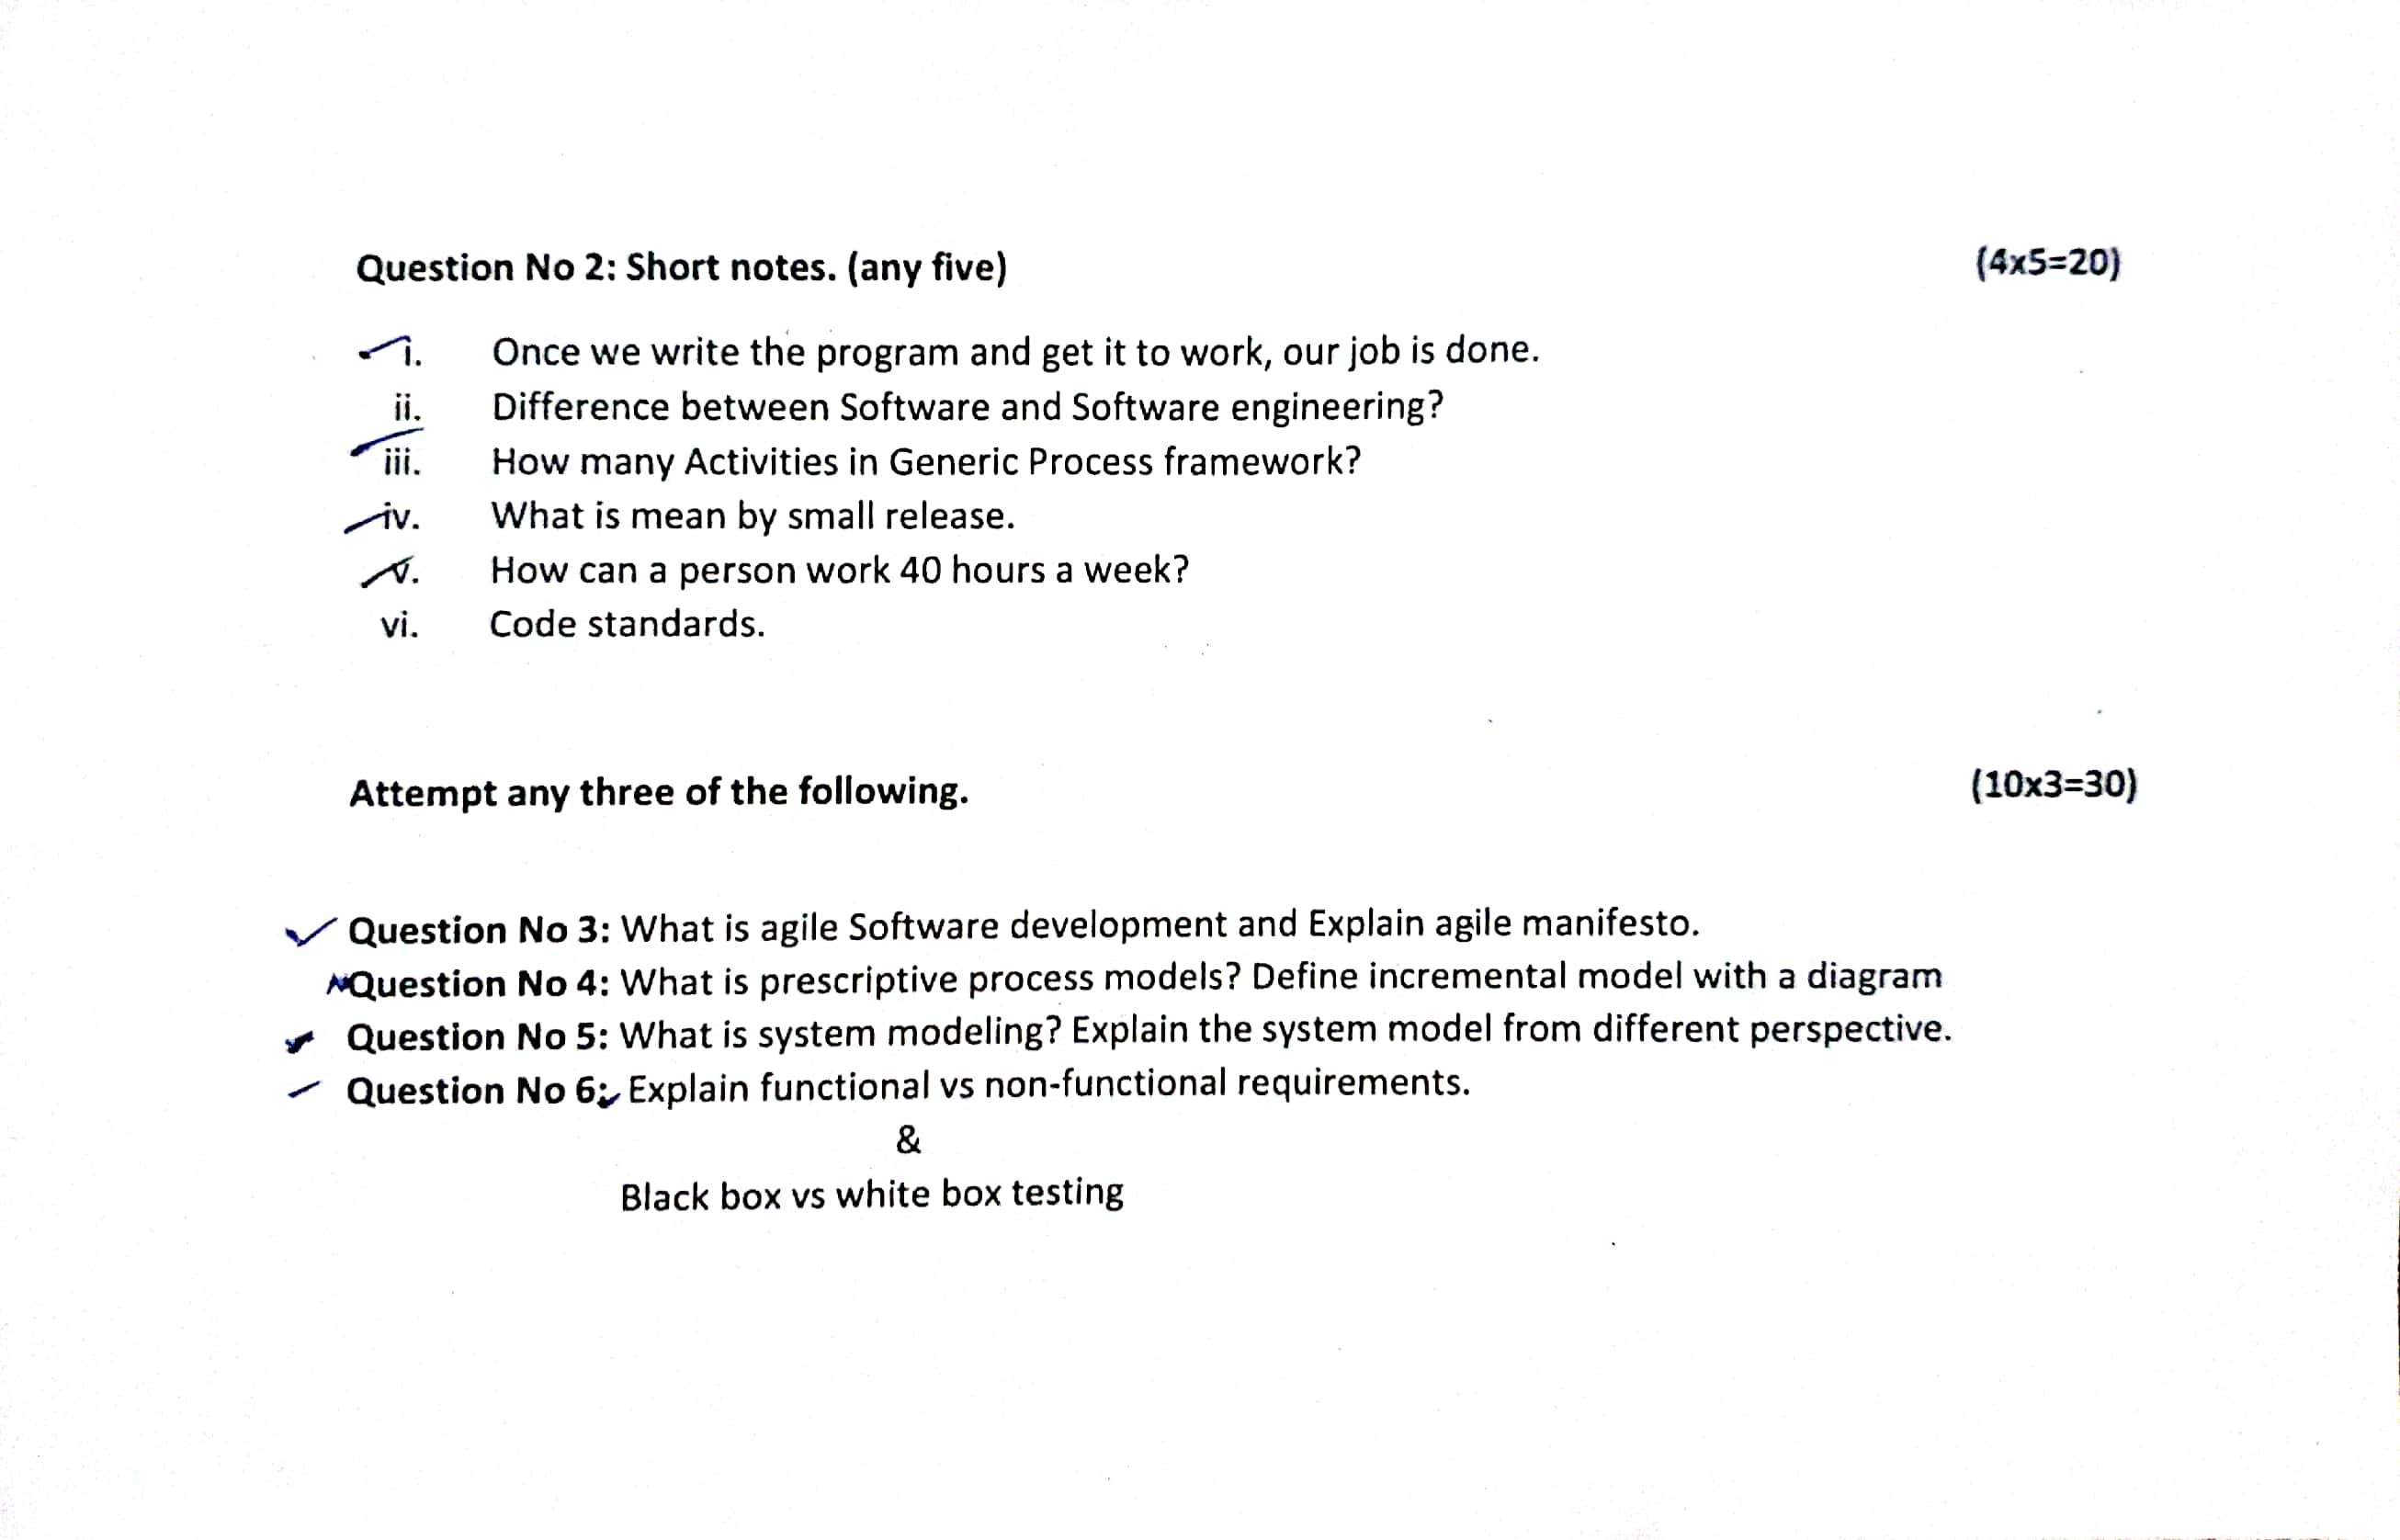 Question No 2: Short notes. (any five) (4x5=20)
i. Once we write the program and get it to work, our job is done.
ii. Difference between Software and Software engineering?
iii. How many Activities in Generic Process framework?
iv. What is mean by small release.
v. How can a person work 40 hours a week?
vi. Code standards.
Attempt any three of the following. (10x3=30)
Question No 3: What is agile Software development and Explain agile manifesto.
Question No 4: What is prescriptive process models? Define incremental model with a diagram
Question No 5: What is system modeling? Explain the system model from different perspective.
Question No 6: Explain functional vs non-functional requirements.
&
Black box vs white box testing